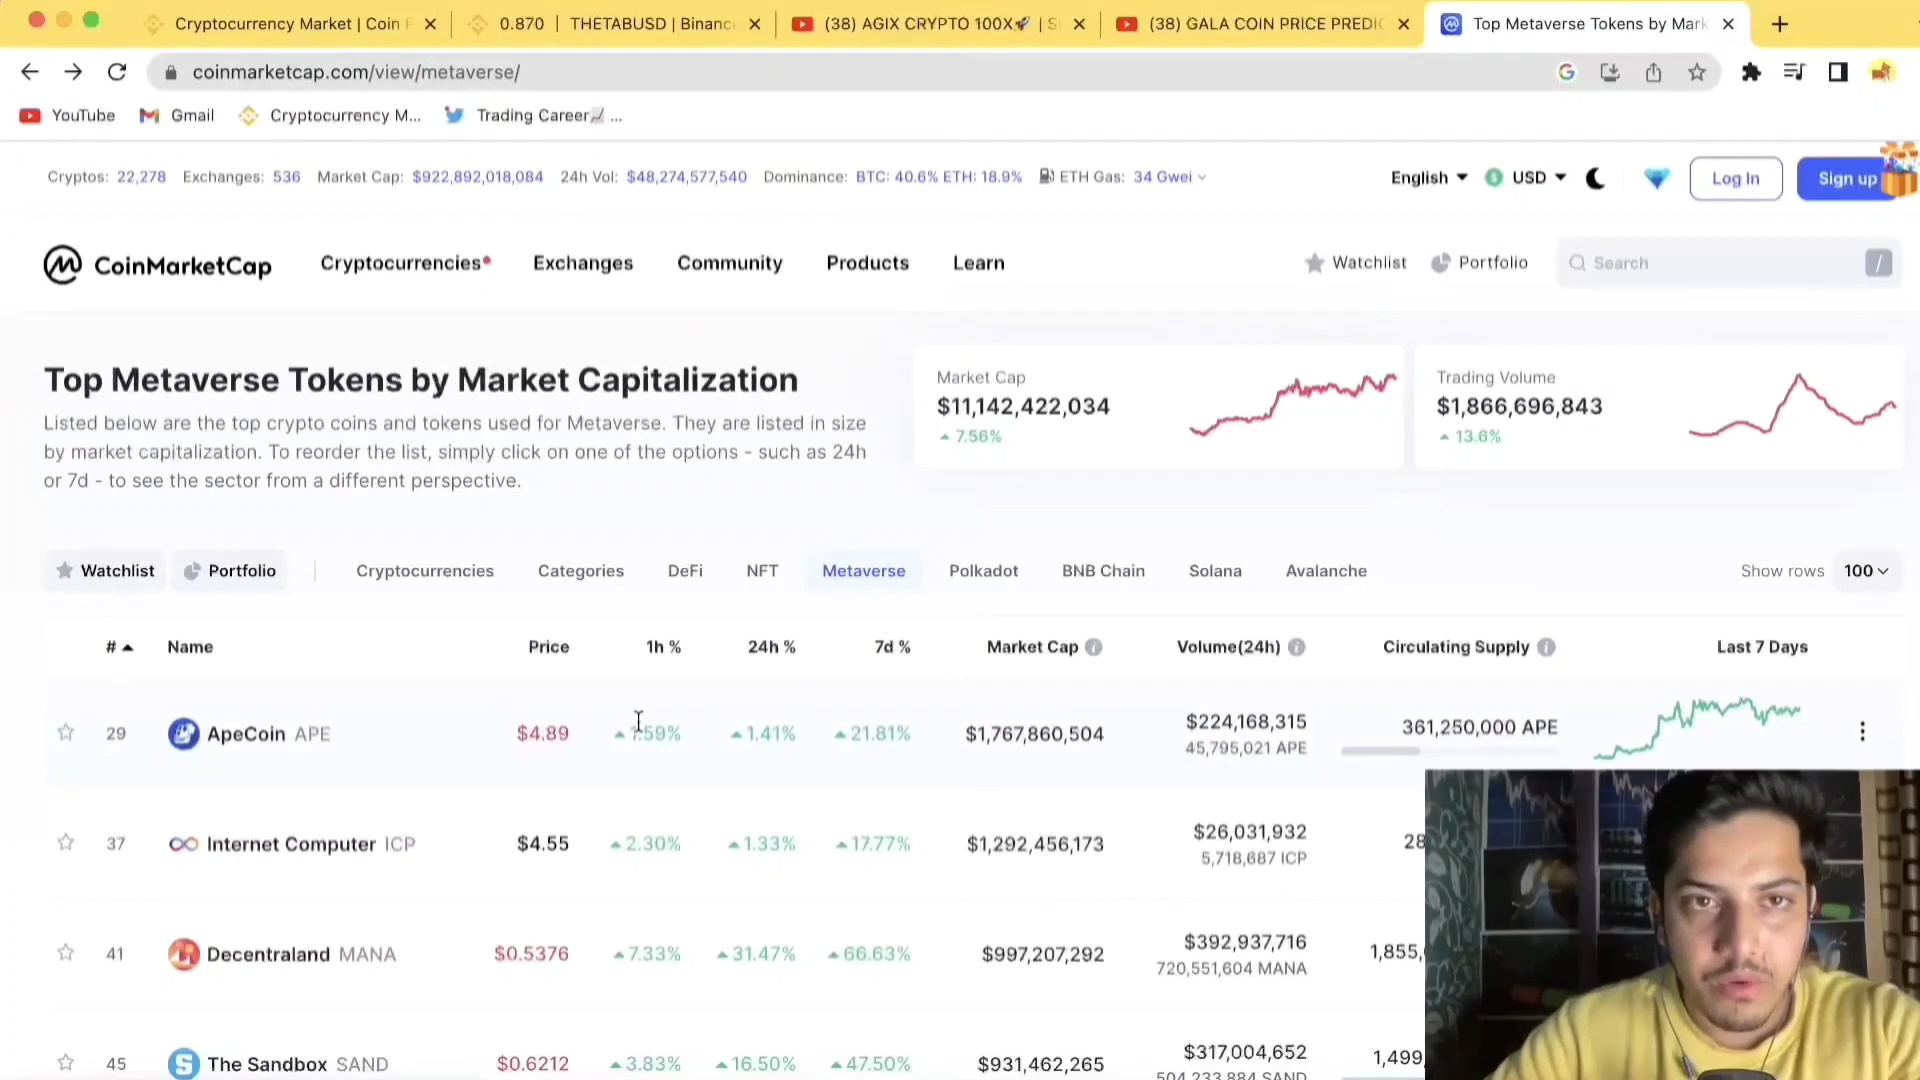 Cryptocurrency Market | Coin
0.870 | THETABUSD | Binanc
(38) AGIX CRYPTO 100X🚀 |
(38) GALA COIN PRICE PREDI
Top Metaverse Tokens by Mark
coinmarketcap.com/view/metaverse/
YouTube
Gmail
Cryptocurrency M...
Trading Career📈 ...
Cryptos: 22,278 Exchanges: 536 Market Cap: $922,892,018,084 24h Vol: $48,274,577,540 Dominance: BTC: 40.6% ETH: 18.9% ETH Gas: 34 Gwei
English USD Log In Sign up
CoinMarketCap
Cryptocurrencies Exchanges Community Products Learn
Watchlist Portfolio Search /
Top Metaverse Tokens by Market Capitalization
Listed below are the top crypto coins and tokens used for Metaverse. They are listed in size
by market capitalization. To reorder the list, simply click on one of the options - such as 24h
or 7d - to see the sector from a different perspective.
Market Cap
$11,142,422,034
7.56%
Trading Volume
$1,866,696,843
13.6%
Watchlist Portfolio Cryptocurrencies Categories DeFi NFT Metaverse Polkadot BNB Chain Solana Avalanche Show rows 100
# Name Price 1h % 24h % 7d % Market Cap Volume(24h) Circulating Supply Last 7 Days
29 ApeCoin APE $4.89 1.41% 21.81% $1,767,860,504 $224,168,315 361,250,000 APE
45,795,021 APE
37 Internet Computer ICP $4.55 2.30% 1.33% 17.77% $1,292,456,173 $26,031,932 28
5,718,687 ICP
41 Decentraland MANA $0.5376 7.33% 31.47% 66.63% $997,207,292 $392,937,716 1,855,
720,551,604 MANA
45 The Sandbox SAND $0.6212 3.83% 16.50% 47.50% $931,462,265 $317,004,652 1,499
504,233,884 SAND